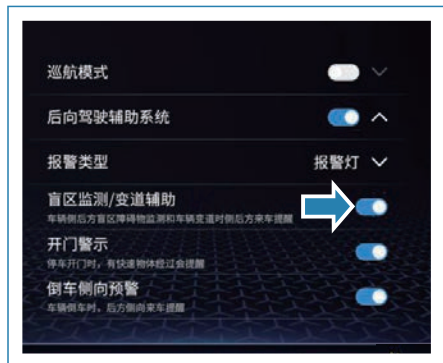 巡航模式
后向驾驶辅助系统
报警类型 报警灯
盲区监测/变道辅助
车辆侧后方盲区障碍物监测和车辆变道时侧后方来车提醒
开门警示
停车开门时，有快速物体经过会提醒
倒车侧向预警
车辆倒车时，后方侧向来车提醒